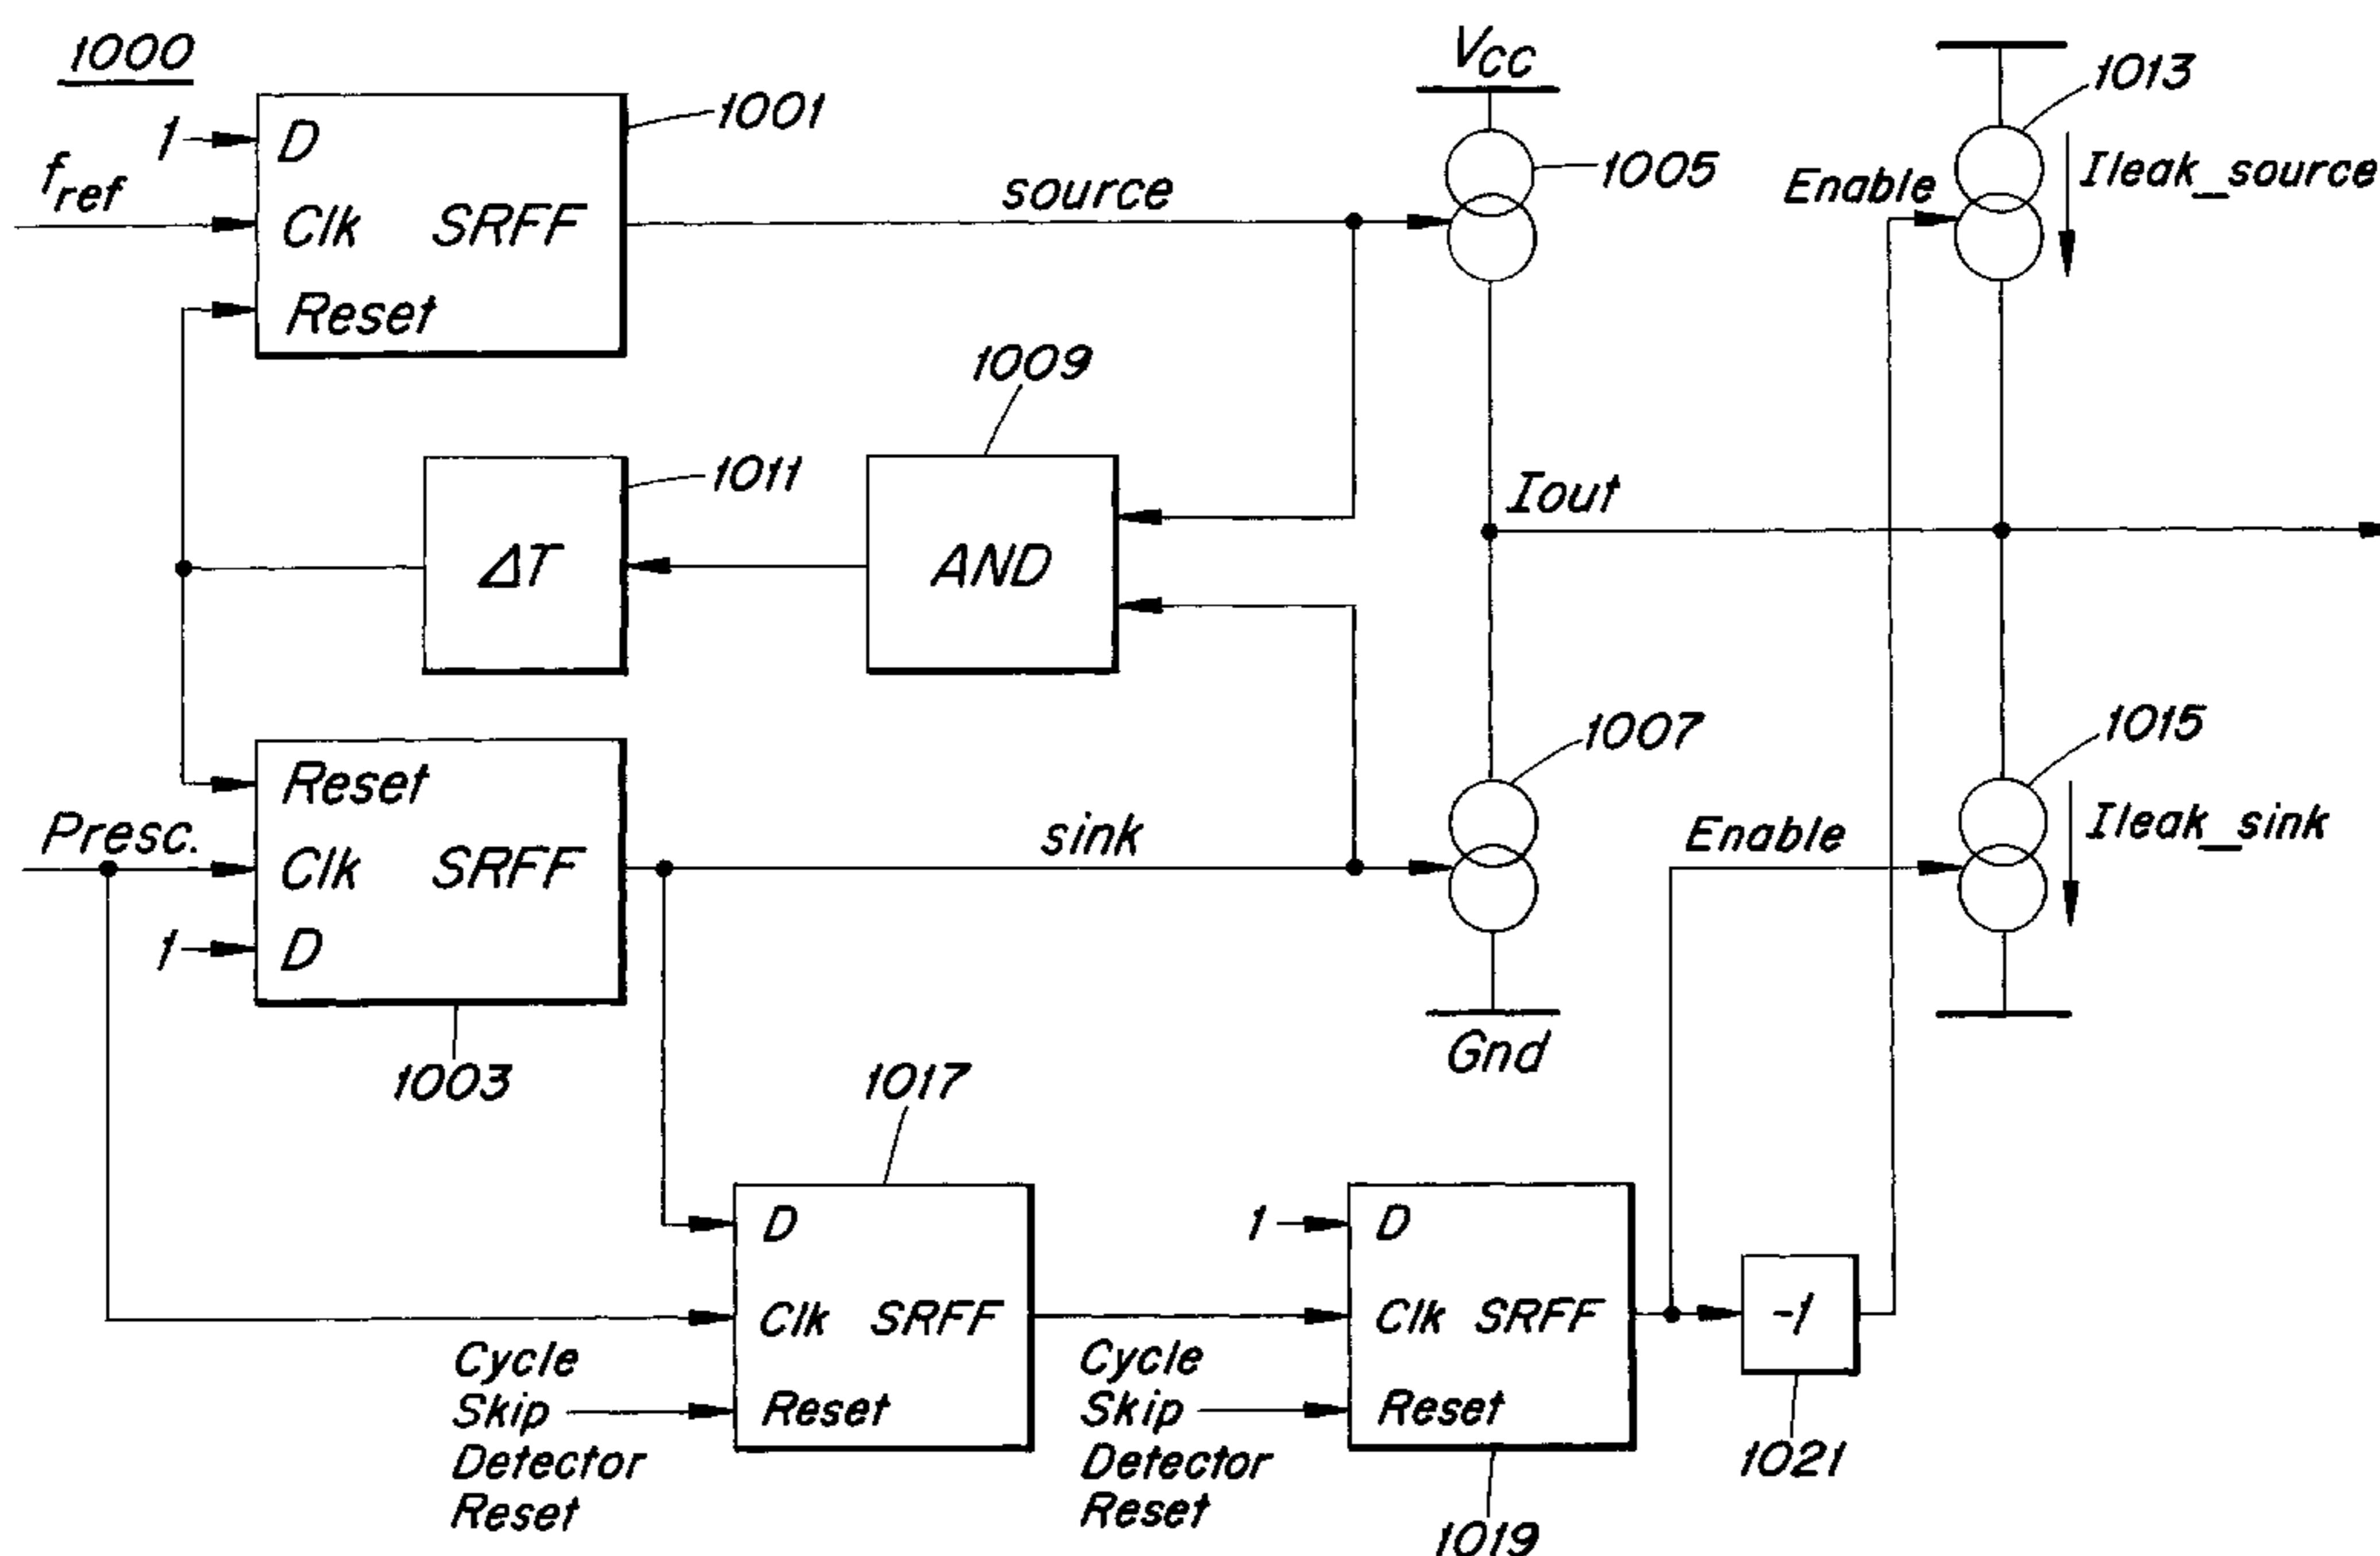 1000
1
D
f_ref
Clk SRFF
Reset
1001
source
Vcc
1005
1013
Enable
Ileak_source
1009
1011
ΔT
AND
Iout
Reset
Presc.
Clk SRFF
1
D
1003
sink
1007
Gnd
1015
Enable
Ileak_sink
1017
D
Clk SRFF
Reset
Cycle
Skip
Detector
Reset
1
D
Clk SRFF
Reset
Cycle
Skip
Detector
Reset
1019
-1
1021